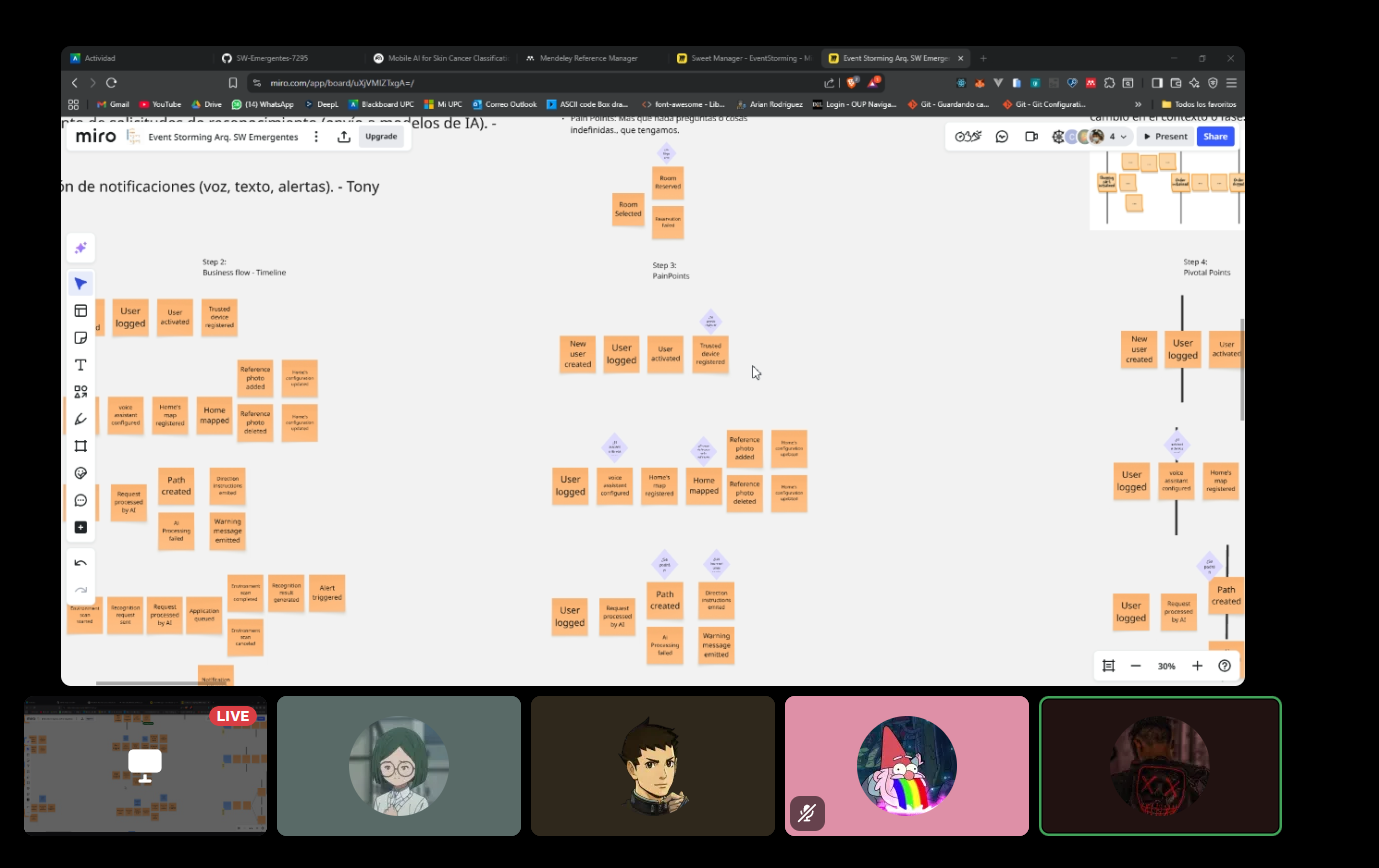 Actividad
SW-Emergentes-7295
Mobile AI for Skin Cancer Classificati
Mendeley Reference Manager
Sweet Manager - EventStorming - M
Event Storming Arq. SW Emerge
miro.com/app/board/uXjVMIZTxgA=/
Gmail
YouTube
Drive
(14) WhatsApp
DeepL
Blackboard UPC
Mi UPC
Correo Outlook
ASCII code Box dra...
font-awesome - Lib...
Arian Rodriguez
Login - OUP Naviga...
Git - Guardando ca...
Git - Git Configurati...
Todos los favoritos
de solicitudes de reconocimiento (envío a modelos de IA). -
Pain Points: Mas que nada preguntas o cosas
indefinidas.. que tengamos.
cambio en el contexto o fase
miro
Event Storming Arq. SW Emergentes
Upgrade
4
Present
Share
ón de notificaciones (voz, texto, alertas). - Tony
Room
Reserved
Room
Selected
Reservation
failed
Step 2:
Business flow - Timeline
Step 3:
PainPoints
Step 4:
Pivotal Points
d
User
logged
User
activated
Trusted
device
registered
New
user
created
User
logged
User
activated
Trusted
device
registered
New
user
created
User
logged
User
activated
Reference
photo
added
Home's
configuration
updated
voice
assistant
configured
Home's
map
registered
Home
mapped
Reference
photo
deleted
Home's
configuration
updated
Reference
photo
added
Home's
configuration
updated
User
logged
voice
assistant
configured
Home's
map
registered
Home
mapped
Reference
photo
deleted
Home's
configuration
updated
User
logged
voice
assistant
configured
Home's
map
registered
Path
created
Direction
instructions
emited
Request
processed
by AI
AI
Processing
failed
Warning
message
emitted
Path
created
Direction
instructions
emited
User
logged
Request
processed
by AI
AI
Processing
failed
Warning
message
emitted
User
logged
Request
processed
by AI
Path
created
Environment
scan
completed
Recognition
result
generated
Alert
triggered
Environment
scan
started
Recognition
request
Request
processed
by AI
Application
queued
Environment
scan
canceled
Notification
30%
LIVE